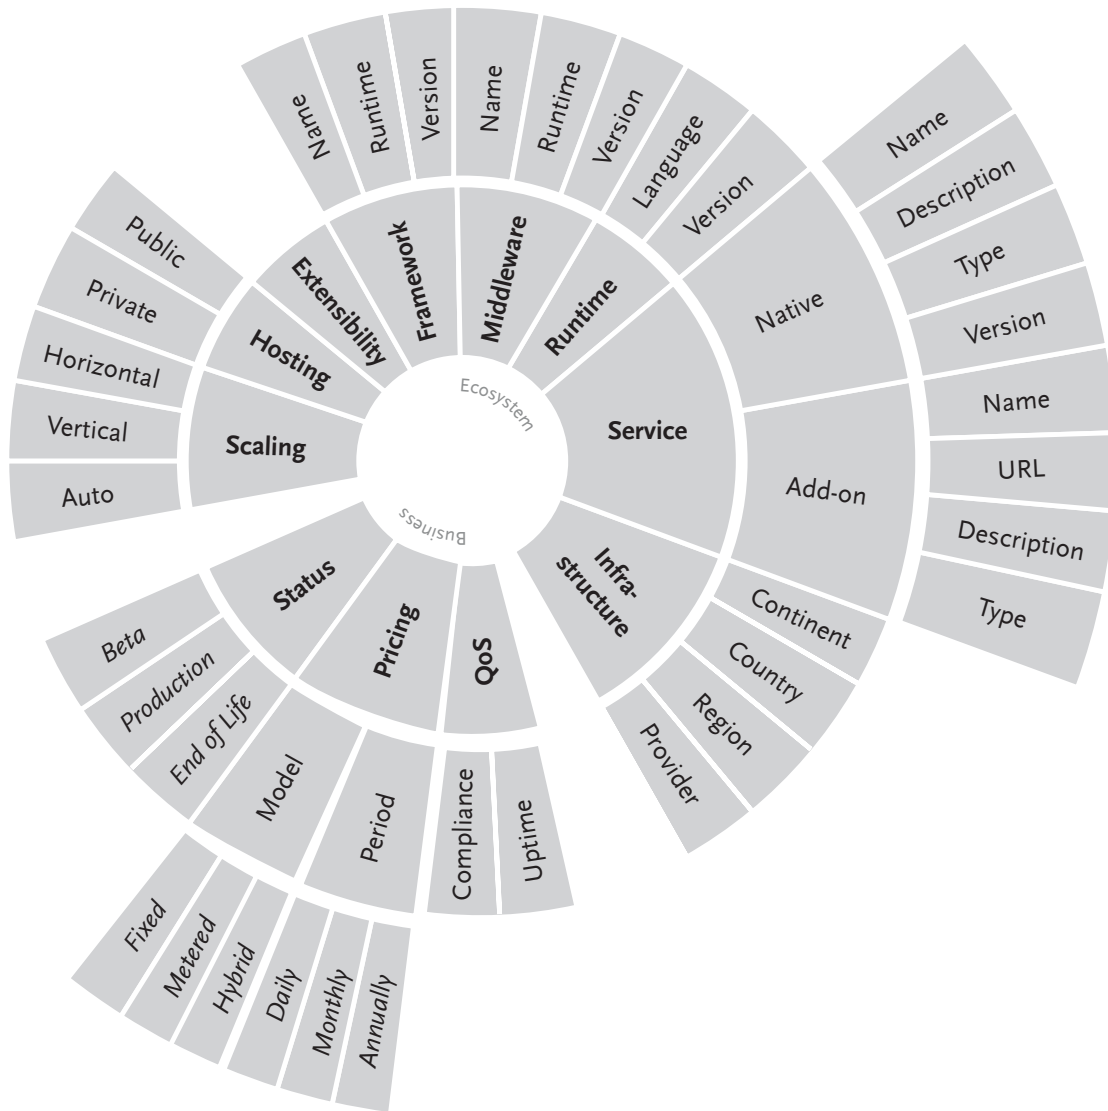 Ecosystem
Business
Scaling
Auto
Vertical
Horizontal
Hosting
Private
Public
Extensibility
Framework
Name
Runtime
Version
Middleware
Name
Runtime
Version
Runtime
Language
Version
Service
Native
Name
Description
Type
Version
Add-on
Name
URL
Description
Type
Infra-
structure
Continent
Country
Region
Provider
QoS
Uptime
Compliance
Pricing
Period
Annually
Monthly
Daily
Model
Hybrid
Metered
Fixed
Status
End of Life
Production
Beta